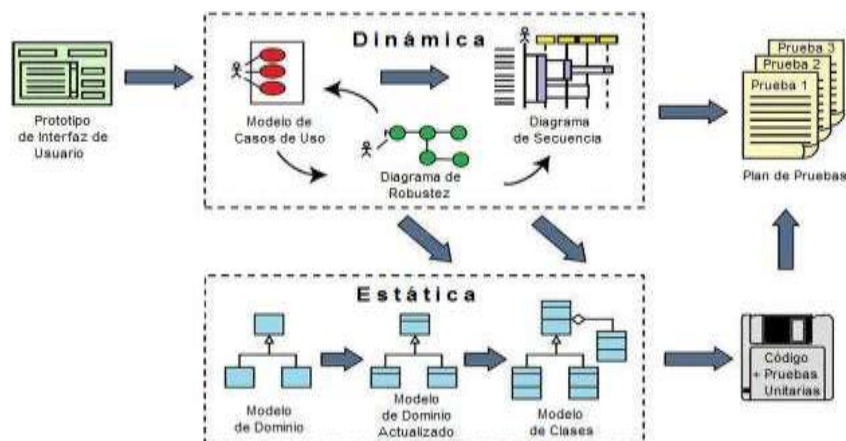 Prototipo
de Interfaz de
Usuario
Dinámica
Modelo de
Casos de Uso
Diagrama de
Robustez
Diagrama
de Secuencia
Prueba 3
Prueba 2
Prueba 1
Plan de Pruebas
Estática
Modelo
de Dominio
Modelo
de Dominio
Actualizado
Modelo
de Clases
Código
+ Pruebas
Unitarias